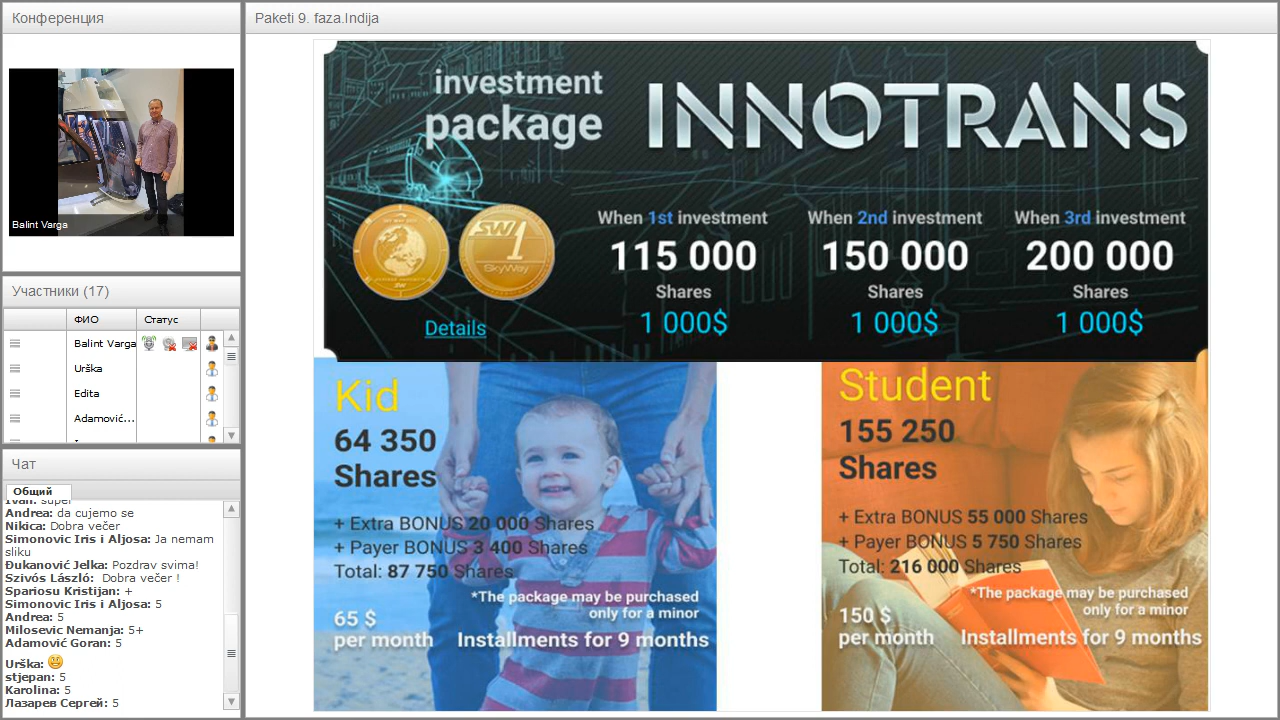 Конференция
Balint Varga
Участники (17)
ФИО
Статус
Balint Varga
Urška
Edita
Adamović...
Чат
Общий
Ivan: super
Andrea: da cujemo se
Nikica: Dobra večer
Simonovic Iris i Aljosa: Ja nemam
sliku
Đukanović Jelka: Pozdrav svima!
Szivós László: Dobra večer !
Spariosu Kristijan: +
Simonovic Iris i Aljosa: 5
Andrea: 5
Milosevic Nemanja: 5+
Adamović Goran: 5
Urška:
stjepan: 5
Karolina: 5
Лазарев Сергей: 5
Paketi 9. faza.Indija
investment
package
INNOTRANS
SW 1
SkyWay
Details
When 1st investment
115 000
Shares
1 000$
When 2nd investment
150 000
Shares
1 000$
When 3rd investment
200 000
Shares
1 000$
Kid
64 350
Shares
+ Extra BONUS 20 000 Shares
+ Payer BONUS 3 400 Shares
Total: 87 750 Shares
*The package may be purchased
only for a minor
65 $
per month
Installments for 9 months
Student
155 250
Shares
+ Extra BONUS 55 000 Shares
+ Payer BONUS 5 750 Shares
Total: 216 000 Shares
*The package may be purchased
only for a minor
150 $
per month
Installments for 9 months